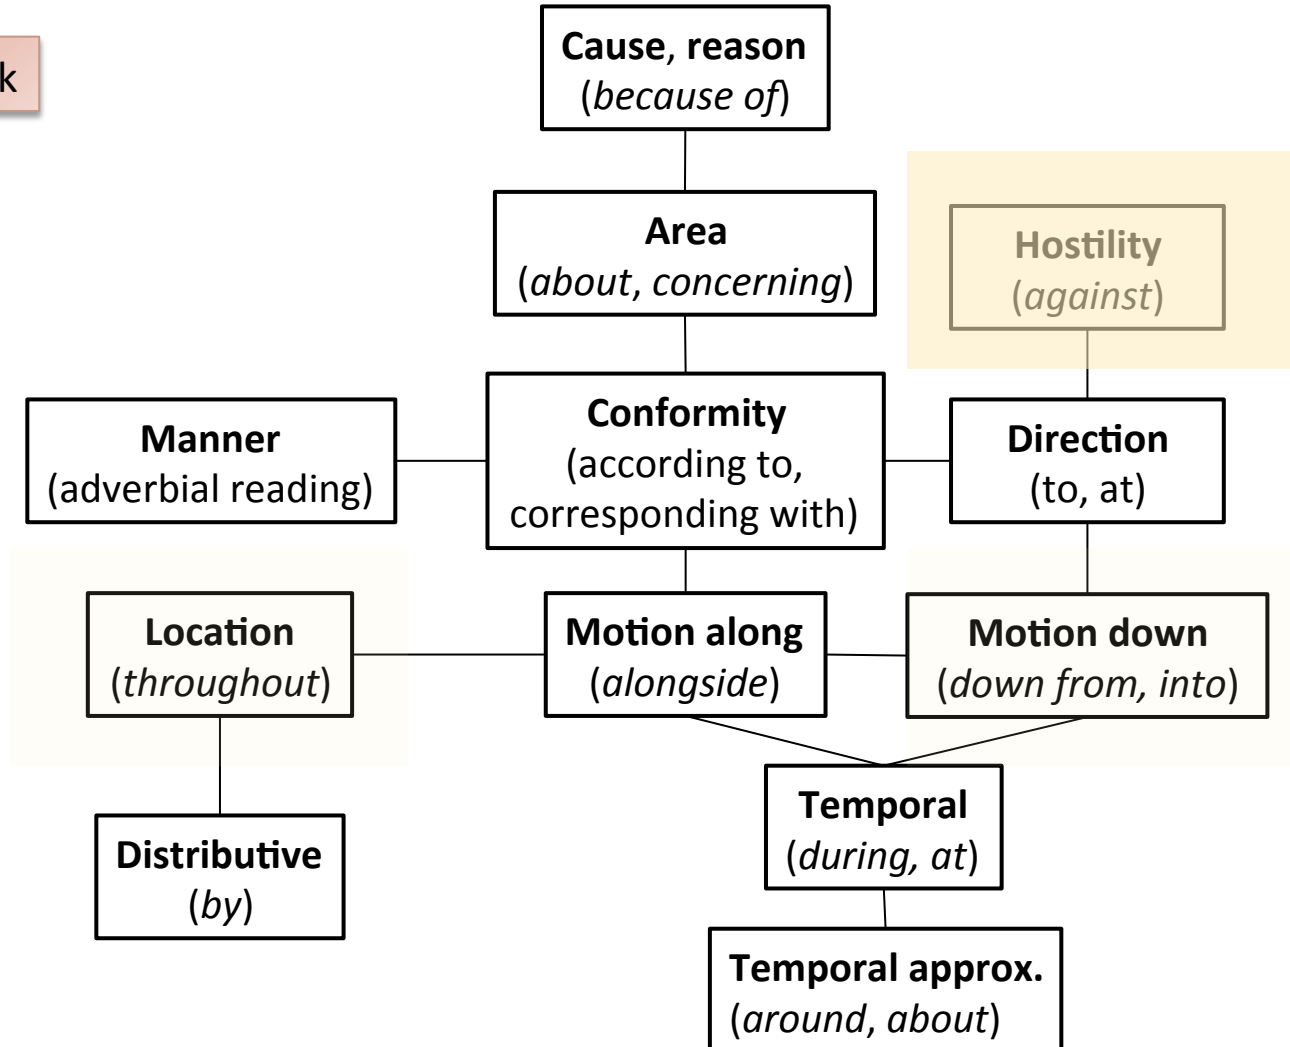 k
Cause, reason
(because of)
Area
(about, concerning)
Hostility
(against)
Manner
(adverbial reading)
Conformity
(according to,
corresponding with)
Direction
(to, at)
Location
(throughout)
Motion along
(alongside)
Motion down
(down from, into)
Temporal
(during, at)
Distributive
(by)
Temporal approx.
(around, about)